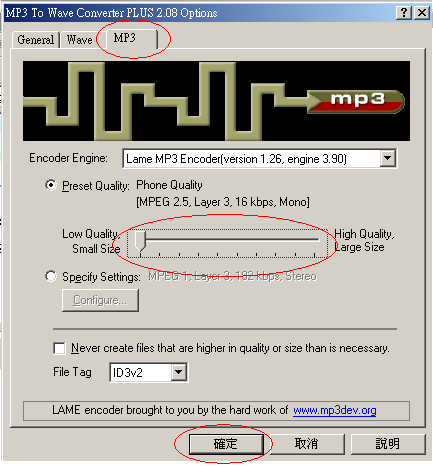 MP3 To Wave Converter PLUS 2.08 Options
General Wave MP3
mp3
Encoder Engine: Lame MP3 Encoder(version 1.26, engine 3.90)
Preset Quality: Phone Quality
[MPEG 2.5, Layer 3, 16 kbps, Mono]
Low Quality, High Quality,
Small Size Large Size
Specify Settings: MPEG 1, Layer 3, 192 kbps, Stereo
Configure...
Never create files that are higher in quality or size than is necessary.
File Tag ID3v2
LAME encoder brought to you by the hard work of www.mp3dev.org
確定 取消 說明